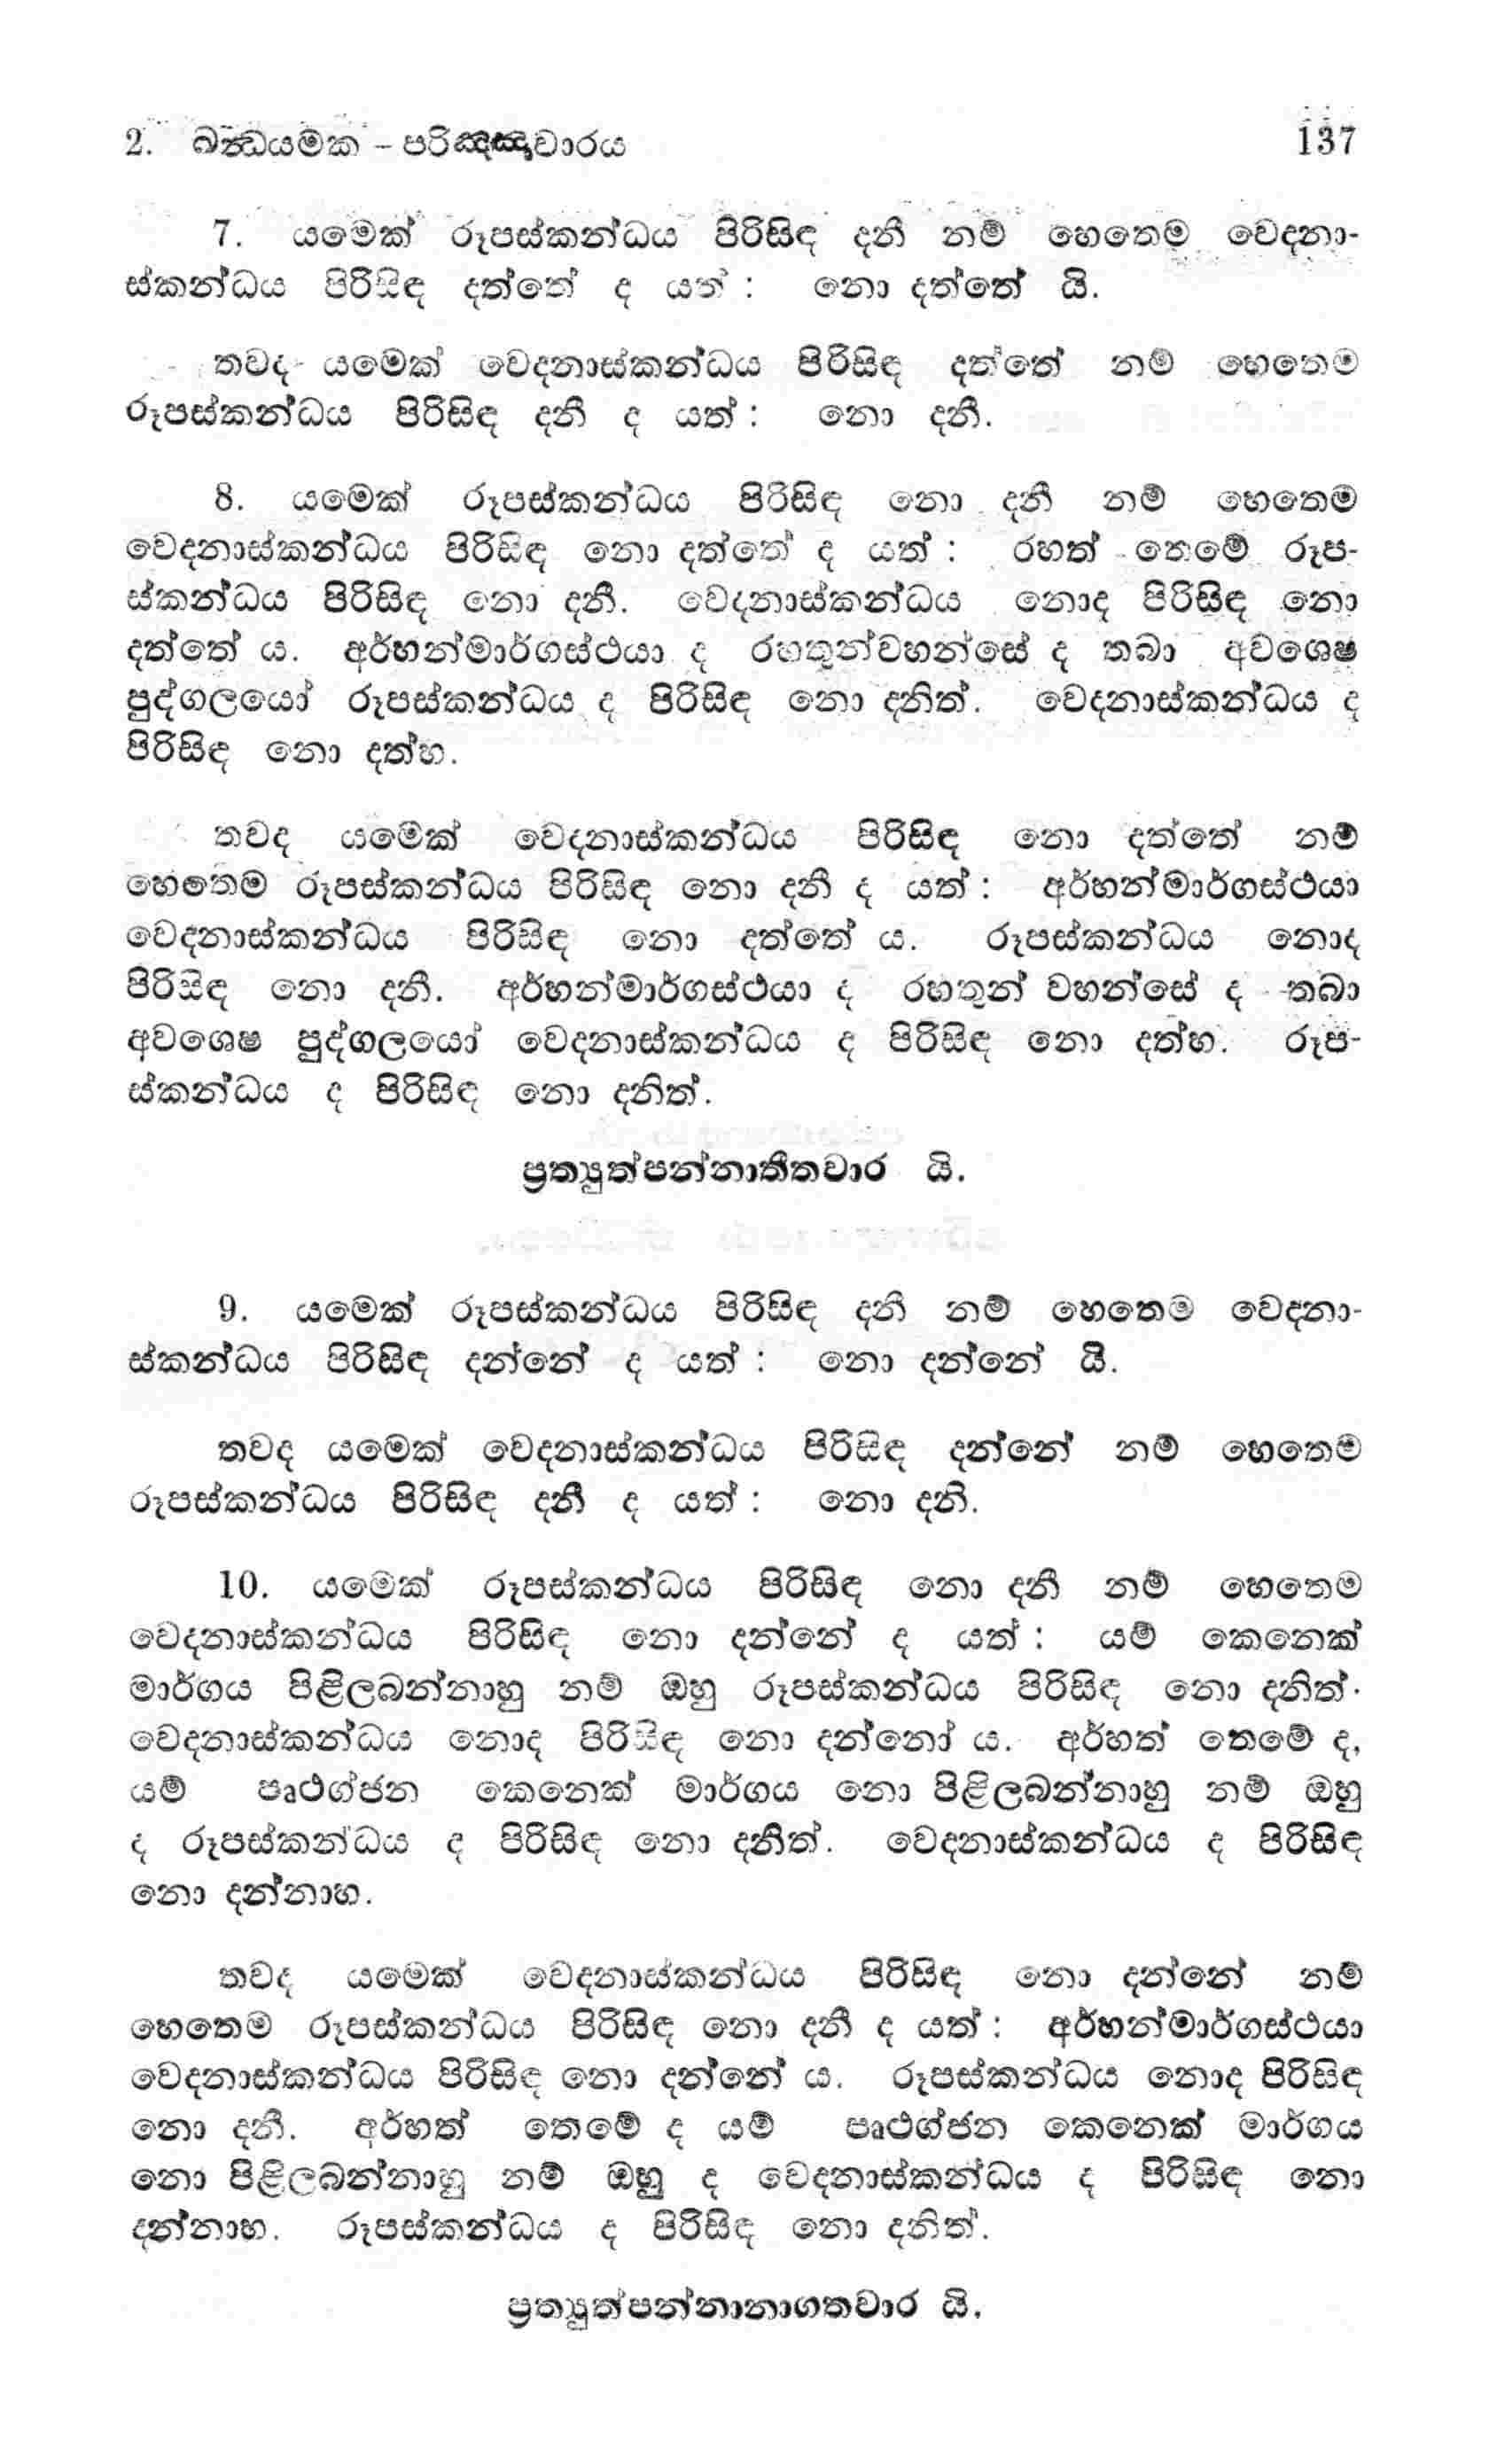 2. ඛන්ධයමක - පරිඤ්ඤාවාරය 137
7. යමෙක් රූපස්කන්ධය පිරිසිඳ දනී නම් හෙතෙම වේදනා-
ස්කන්ධය පිරිසිඳ දත්තේ ද යත් : නො දත්තේ යි.
තවද යමෙක් වේදනාස්කන්ධය පිරිසිඳ දත්තේ නම් හෙතෙම
රූපස්කන්ධය පිරිසිඳ දනී ද යත් : නො දනී.
8. යමෙක් රූපස්කන්ධය පිරිසිඳ නො දනී නම් හෙතෙම
වෙදනාස්කන්ධය පිරිසිඳ නො දත්තේ ද යත් : රහත් තෙමේ රූප-
ස්කන්ධය පිරිසිඳ නො දනී. වෙදනාස්කන්ධය නොද පිරිසිඳ නො
දත්තේ ය. අර්හන්මාර්ගස්ථයා ද රහතුන්වහන්සේ ද තබා අවශෙෂ
පුද්ගලයෝ රූපස්කන්ධය ද පිරිසිඳ නො දනිත්. වෙදනාස්කන්ධය ද
පිරිසිඳ නො දත්හ.
තවද යමෙක් වෙදනාස්කන්ධය පිරිසිඳ නො දත්තේ නම්
හෙතෙම රූපස්කන්ධය පිරිසිඳ නො දනී ද යත් : අර්හන්මාර්ගස්ථයා
වෙදනාස්කන්ධය පිරිසිඳ නො දත්තේ ය. රූපස්කන්ධය නොද
පිරිසිඳ නො දනී. අර්හන්මාර්ගස්ථයා ද රහතුන් වහන්සේ ද තබා
අවශෙෂ පුද්ගලයෝ වෙදනාස්කන්ධය ද පිරිසිඳ නො දත්හ. රූප-
ස්කන්ධය ද පිරිසිඳ නො දනිත්.
ප්‍රත්‍යුත්පන්නාතීතවාර යි.
9. යමෙක් රූපස්කන්ධය පිරිසිඳ දනී නම් හෙතෙම වෙදනා-
ස්කන්ධය පිරිසිඳ දන්නේ ද යත් : නො දන්නේ යි.
තවද යමෙක් වෙදනාස්කන්ධය පිරිසිඳ දන්නේ නම් හෙතෙම
රූපස්කන්ධය පිරිසිඳ දනී ද යත් : නො දනි.
10. යමෙක් රූපස්කන්ධය පිරිසිඳ නො දනී නම් හෙතෙම
වෙදනාස්කන්ධය පිරිසිඳ නො දන්නේ ද යත් : යම් කෙනෙක්
මාර්ගය පිළිලබන්නාහු නම් ඔහු රූපස්කන්ධය පිරිසිඳ නො දනිත්.
වෙදනාස්කන්ධය නොද පිරිසිඳ නො දන්නෝ ය. අර්හත් තෙමේ ද,
යම් පෘථග්ජන කෙනෙක් මාර්ගය නො පිළිලබන්නාහු නම් ඔහු
ද රූපස්කන්ධය ද පිරිසිඳ නො දනිත්. වෙදනාස්කන්ධය ද පිරිසිඳ
නො දන්නාහ.
තවද යමෙක් වෙදනාස්කන්ධය පිරිසිඳ නො දන්නේ නම්
හෙතෙම රූපස්කන්ධය පිරිසිඳ නො දනී ද යත් : අර්හන්මාර්ගස්ථයා
වෙදනාස්කන්ධය පිරිසිඳ නො දන්නේ ය. රූපස්කන්ධය නොද පිරිසිඳ
නො දනී. අර්හත් තෙමේ ද යම් පෘථග්ජන කෙනෙක් මාර්ගය
නො පිළිලබන්නාහු නම් ඔහු ද වෙදනාස්කන්ධය ද පිරිසිඳ නො
දන්නාහ. රූපස්කන්ධය ද පිරිසිඳ නො දනිත්.
ප්‍රත්‍යුත්පන්නානාගතවාර යි.